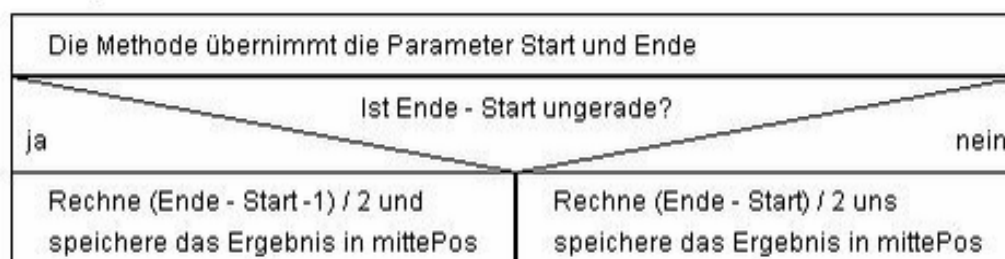 Die Methode übernimmt die Parameter Start und Ende
Ist Ende - Start ungerade?
ja
nein
Rechne (Ende - Start -1) / 2 und
speichere das Ergebnis in mittePos
Rechne (Ende - Start) / 2 uns
speichere das Ergebnis in mittePos